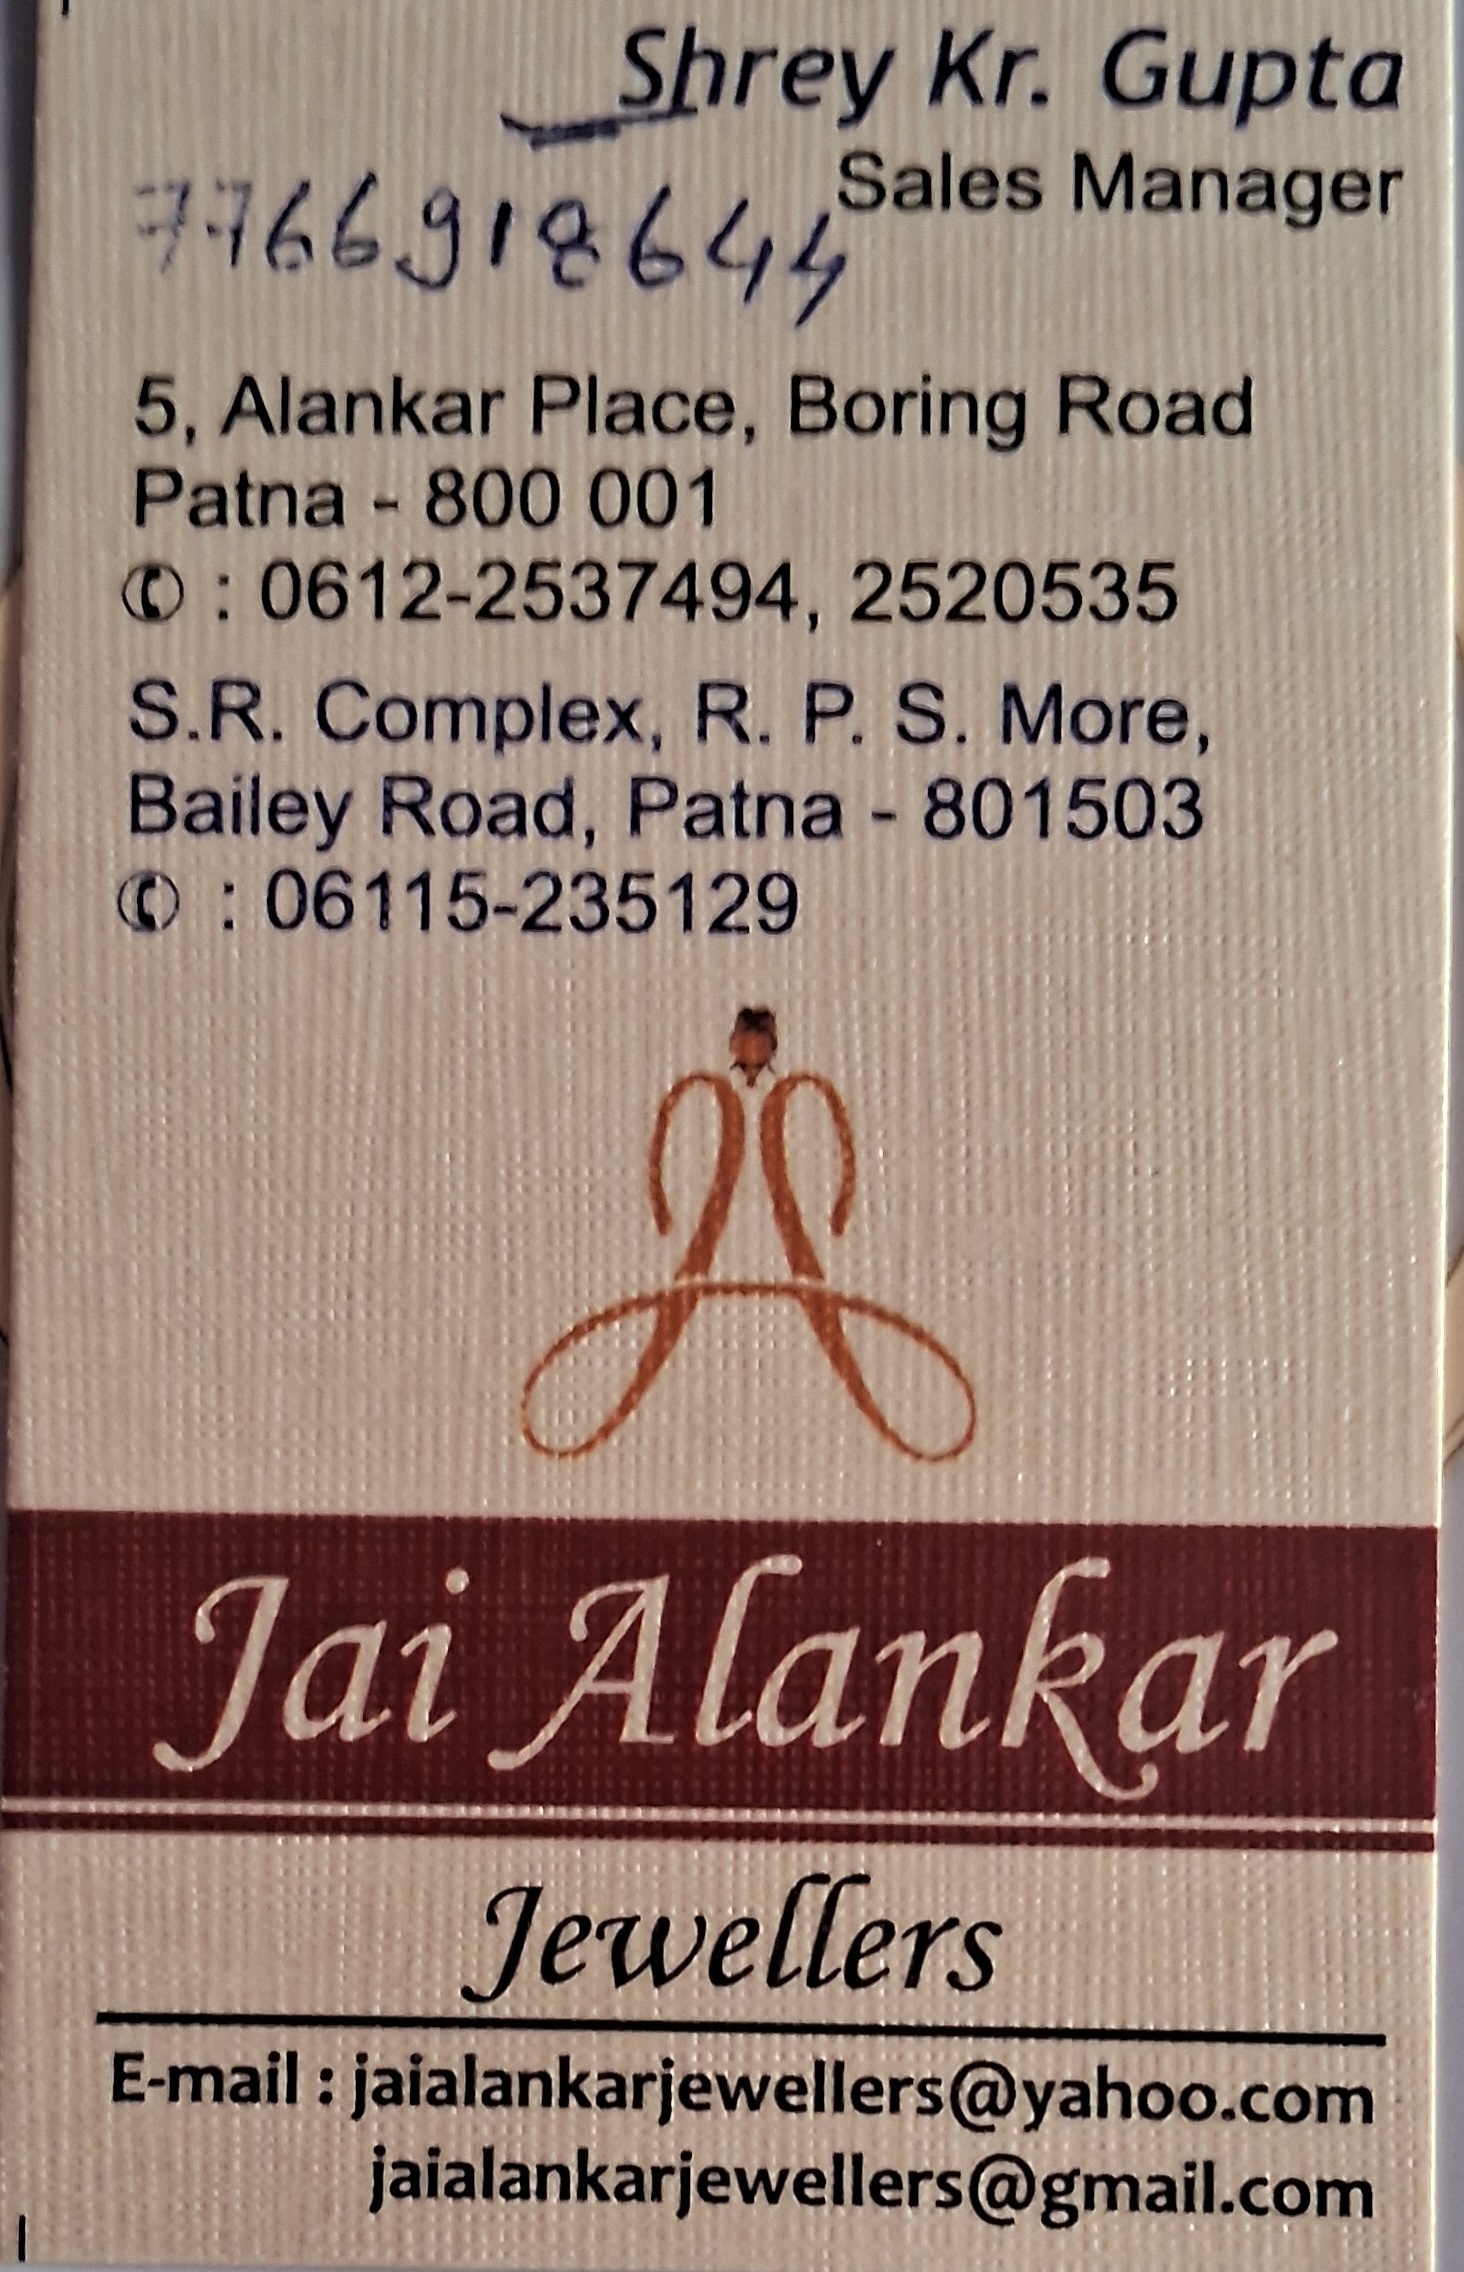 Shrey Kr. Gupta
Sales Manager
7766918644
5, Alankar Place, Boring Road
Patna - 800 001
✆ : 0612-2537494, 2520535
S.R. Complex, R. P. S. More,
Bailey Road, Patna - 801503
✆ : 06115-235129
Jai Alankar
Jewellers
E-mail : jaialankarjewellers@yahoo.com
jaialankarjewellers@gmail.com